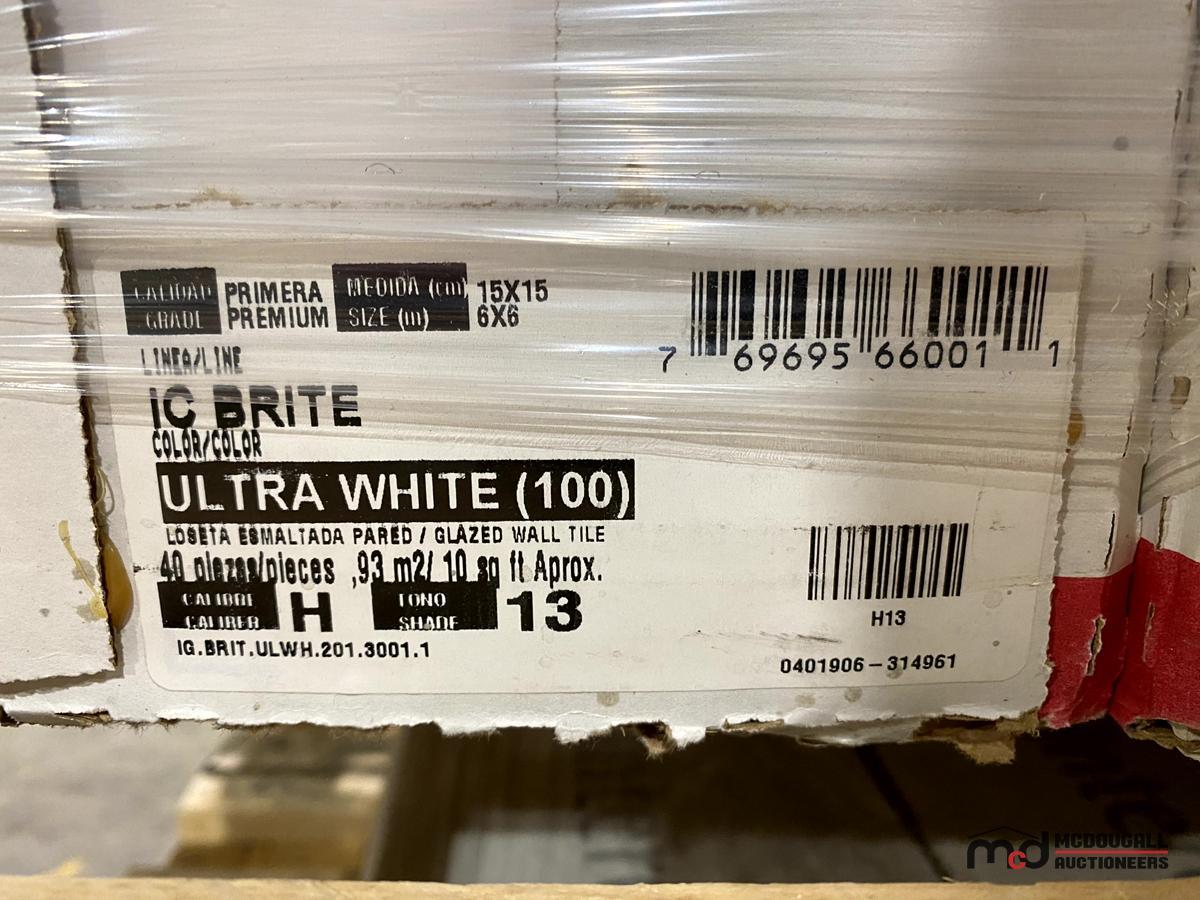 CALIDAD PRIMERA MEDIDA (cm) 15X15
GRADE PREMIUM SIZE (in) 6X6
7 69695 66001 1
LINEA/LINE
IC BRITE
COLOR/COLOR
ULTRA WHITE (100)
LOSETA ESMALTADA PARED / GLAZED WALL TILE
40 piezas/pieces ,93 m2/ 10 sq ft Aprox.
CALIBRE H TONO 13
CALIBER SHADE
IG.BRIT.ULWH.201.3001.1
H13
0401906-314961
mcd MCDOUGALL
AUCTIONEERS